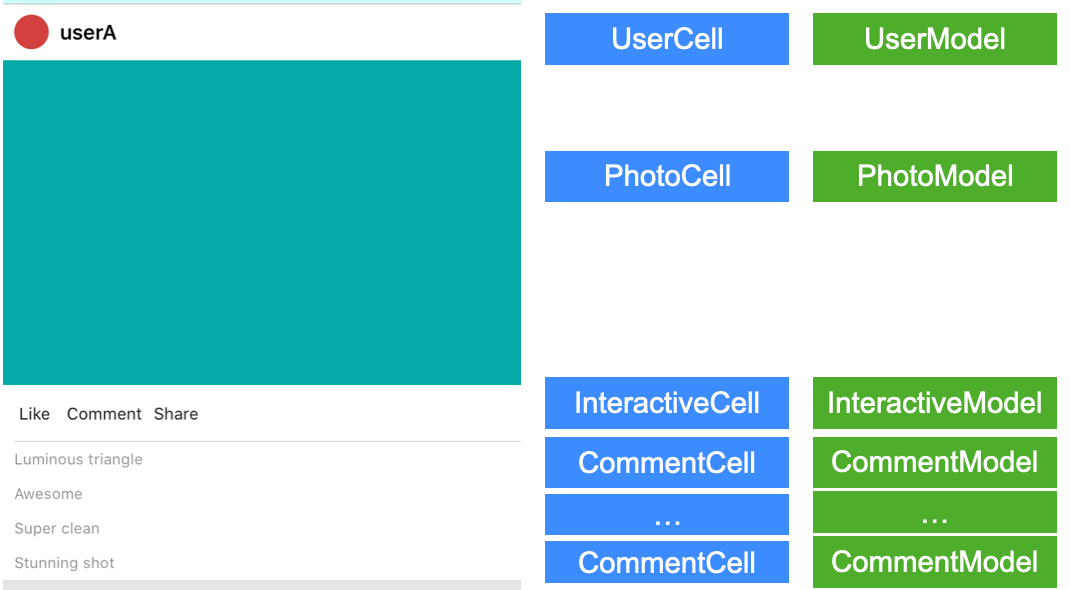 userA
Like Comment Share
Luminous triangle
Awesome
Super clean
Stunning shot
UserCell
PhotoCell
InteractiveCell
CommentCell
...
CommentCell
UserModel
PhotoModel
InteractiveModel
CommentModel
...
CommentModel